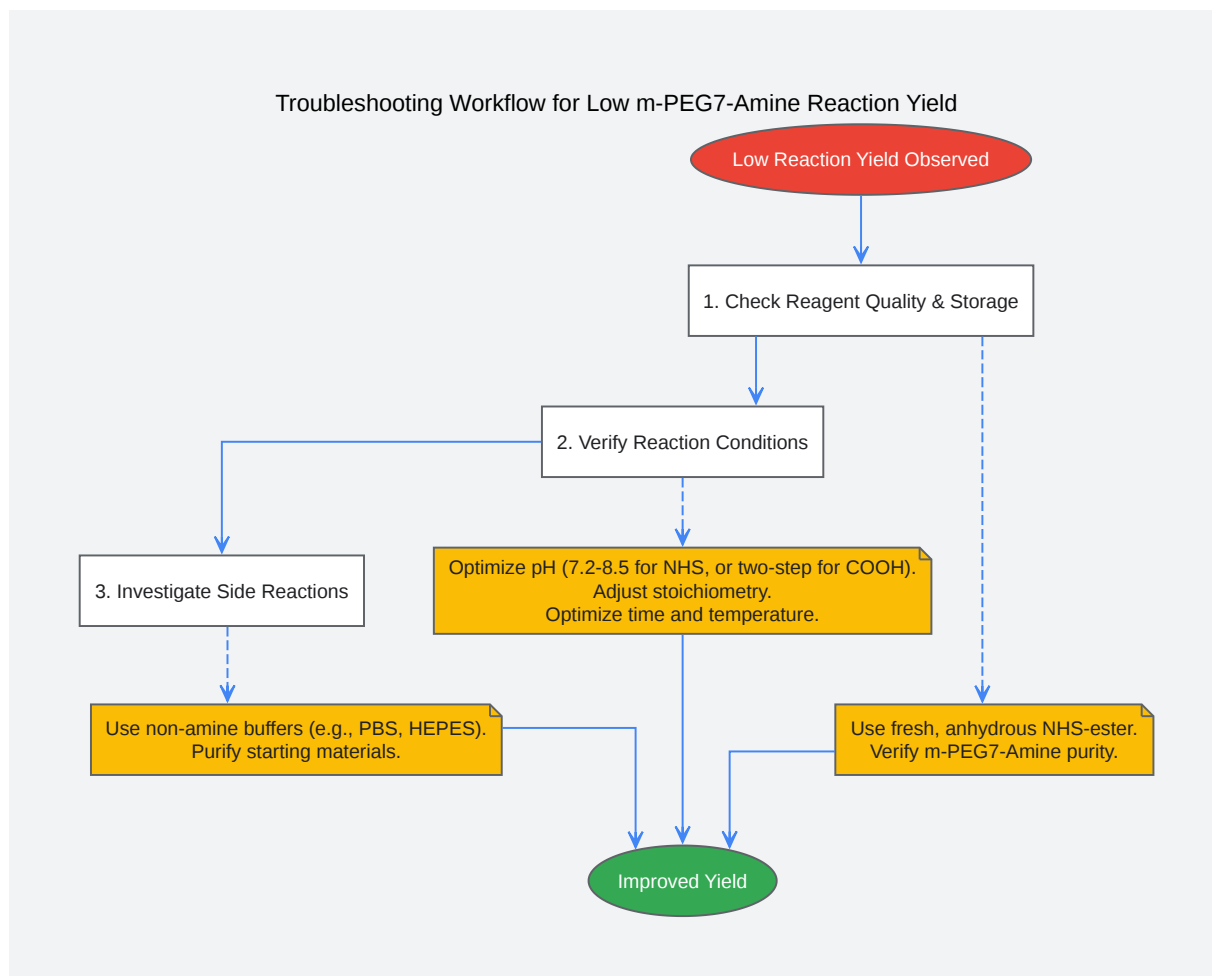 Troubleshooting Workflow for Low m-PEG7-Amine Reaction Yield
Low Reaction Yield Observed
1. Check Reagent Quality & Storage
2. Verify Reaction Conditions
Optimize pH (7.2-8.5 for NHS, or two-step for COOH).
Adjust stoichiometry.
Optimize time and temperature.
3. Investigate Side Reactions
Use non-amine buffers (e.g., PBS, HEPES).
Purify starting materials.
Use fresh, anhydrous NHS-ester.
Verify m-PEG7-Amine purity.
Improved Yield